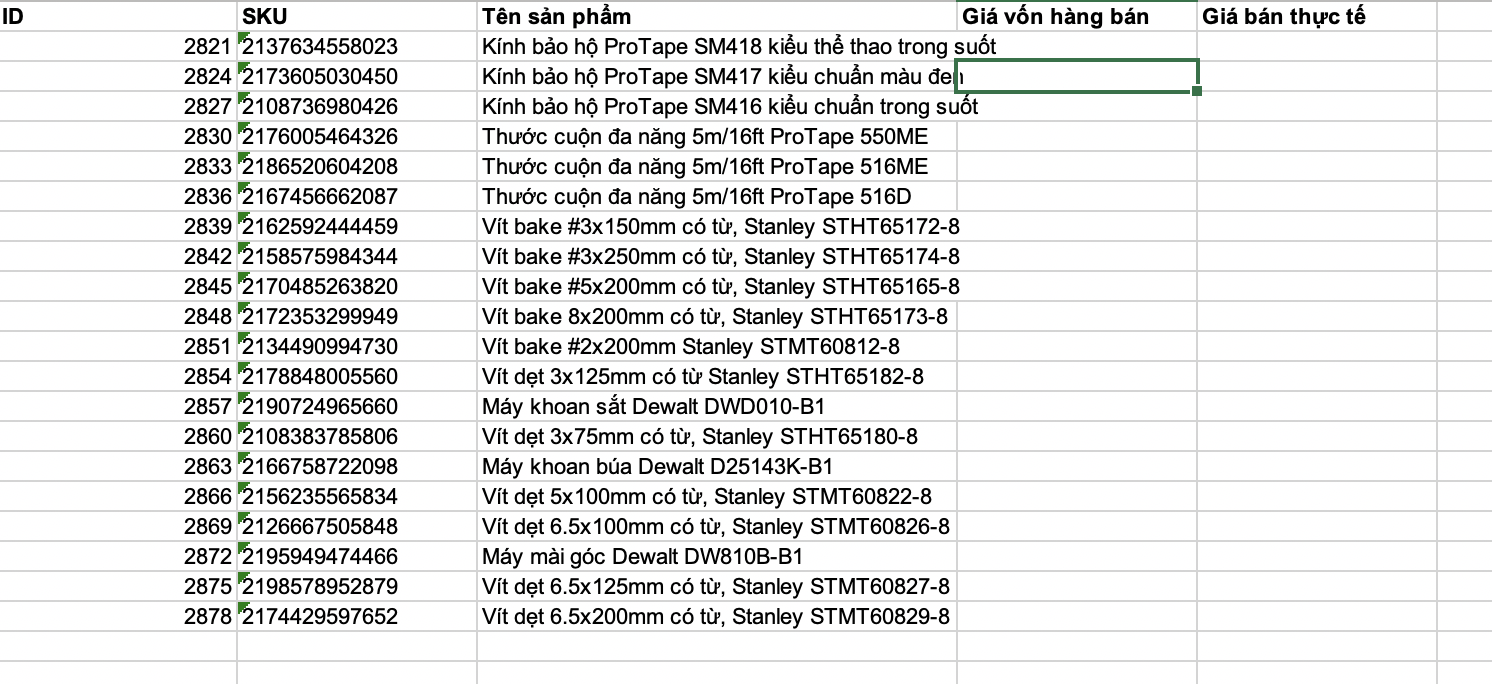 ID SKU Tên sản phẩm Giá vốn hàng bán Giá bán thực tế
2821 2137634558023 Kính bảo hộ ProTape SM418 kiểu thể thao trong suốt
2824 2173605030450 Kính bảo hộ ProTape SM417 kiểu chuẩn màu đen
2827 2108736980426 Kính bảo hộ ProTape SM416 kiểu chuẩn trong suốt
2830 2176005464326 Thước cuộn đa năng 5m/16ft ProTape 550ME
2833 2186520604208 Thước cuộn đa năng 5m/16ft ProTape 516ME
2836 2167456662087 Thước cuộn đa năng 5m/16ft ProTape 516D
2839 2162592444459 Vít bake #3x150mm có từ, Stanley STHT65172-8
2842 2158575984344 Vít bake #3x250mm có từ, Stanley STHT65174-8
2845 2170485263820 Vít bake #5x200mm có từ, Stanley STHT65165-8
2848 2172353299949 Vít bake 8x200mm có từ, Stanley STHT65173-8
2851 2134490994730 Vít bake #2x200mm Stanley STMT60812-8
2854 2178848005560 Vít dẹt 3x125mm có từ Stanley STHT65182-8
2857 2190724965660 Máy khoan sắt Dewalt DWD010-B1
2860 2108383785806 Vít dẹt 3x75mm có từ, Stanley STHT65180-8
2863 2166758722098 Máy khoan búa Dewalt D25143K-B1
2866 2156235565834 Vít dẹt 5x100mm có từ, Stanley STMT60822-8
2869 2126667505848 Vít dẹt 6.5x100mm có từ, Stanley STMT60826-8
2872 2195949474466 Máy mài góc Dewalt DW810B-B1
2875 2198578952879 Vít dẹt 6.5x125mm có từ, Stanley STMT60827-8
2878 2174429597652 Vít dẹt 6.5x200mm có từ, Stanley STMT60829-8